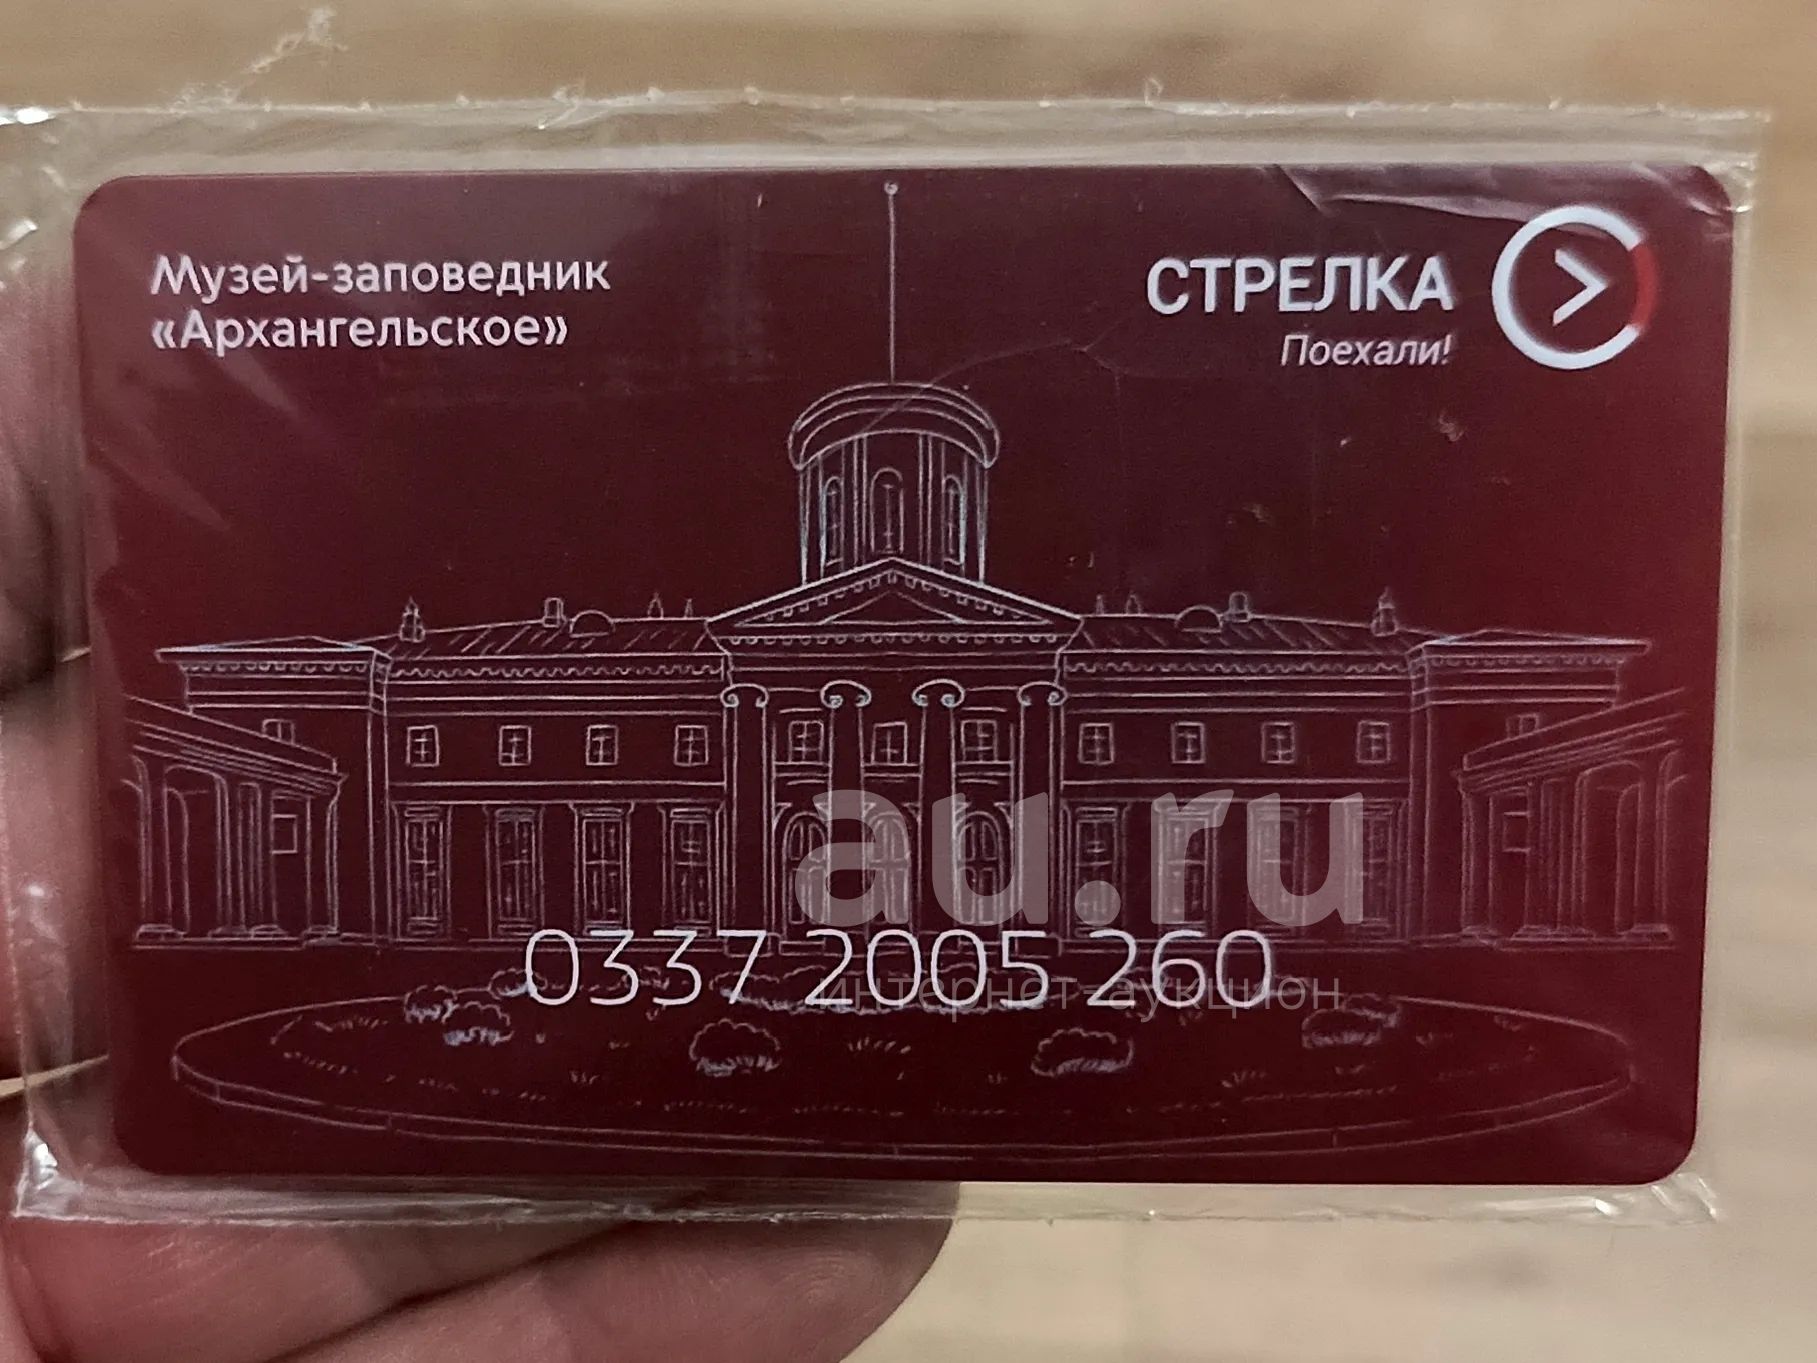 Музей-заповедник
«Архангельское»
СТРЕЛКА
Поехали!
au.ru
0337 2005 260
интернет-аукцион